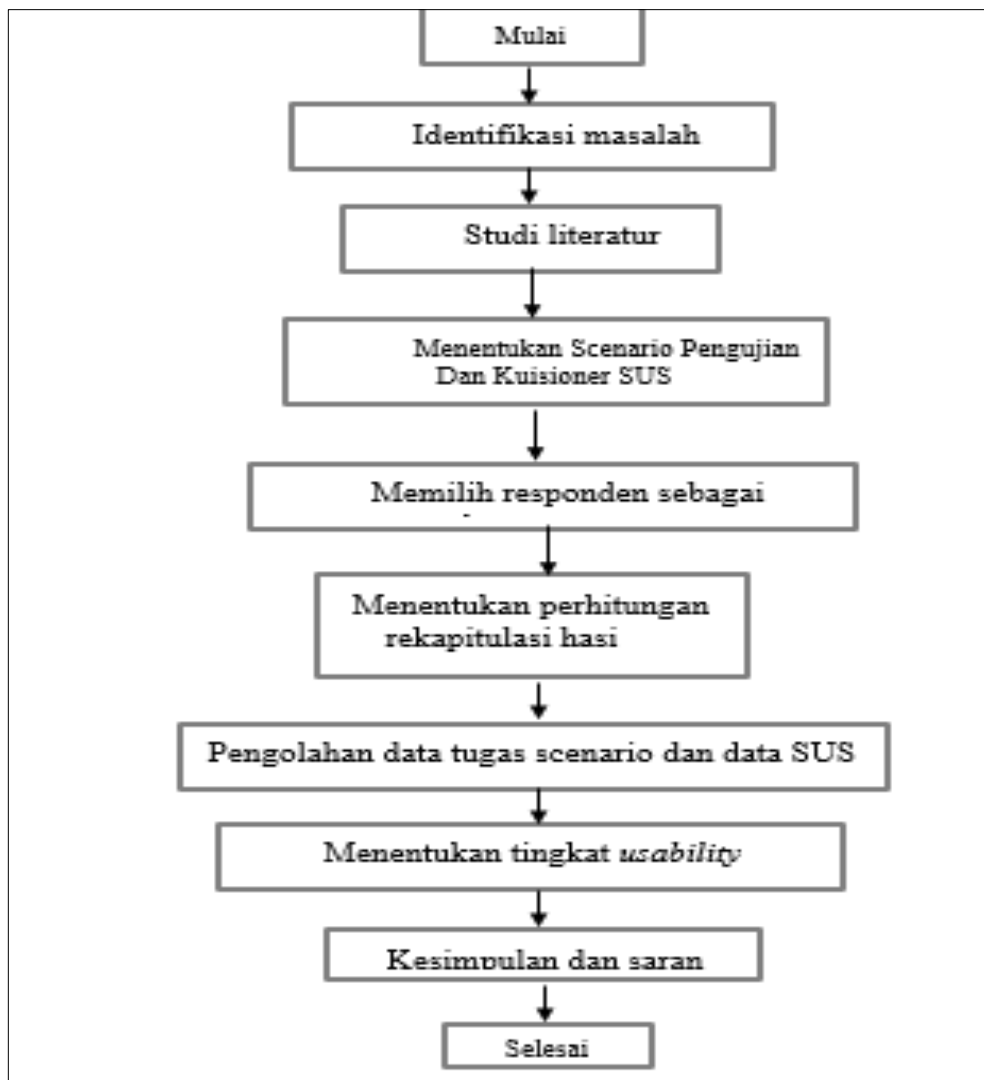 Mulai
Identifikasi masalah
Studi literatur
Menentukan Scenario Pengujian
Dan Kuisioner SUS
Memilih responden sebagai
Menentukan perhitungan
rekapitulasi hasi
Pengolahan data tugas scenario dan data SUS
Menentukan tingkat usability
Kesimpulan dan saran
Selesai